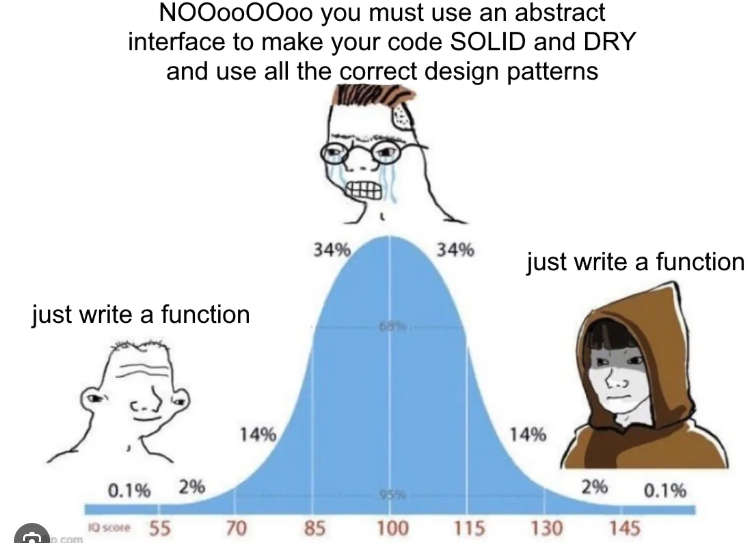 NOOooOOoo you must use an abstract
interface to make your code SOLID and DRY
and use all the correct design patterns
34% 34%
just write a function
just write a function
68%
14% 14%
0.1% 2% 95% 2% 0.1%
IQ score 55 70 85 100 115 130 145
p.com